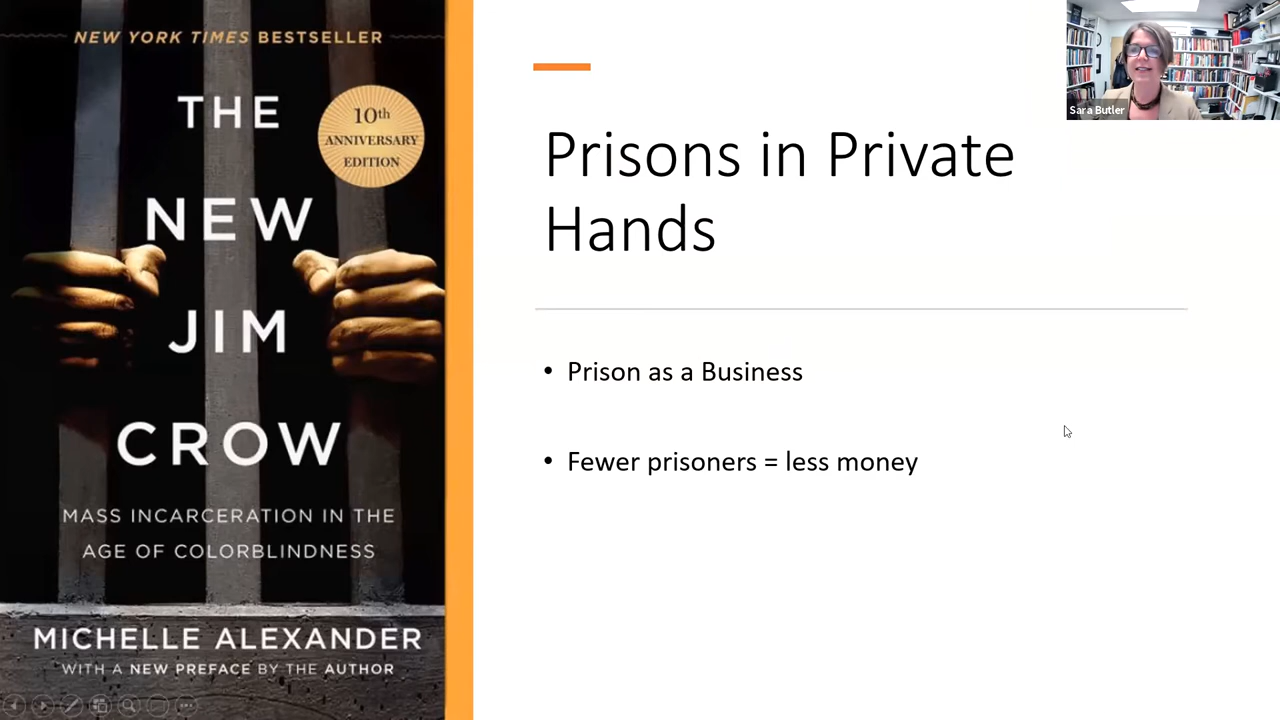 NEW YORK TIMES BESTSELLER
THE
10th
ANNIVERSARY
EDITION
NEW
JIM
CROW
MASS INCARCERATION IN THE
AGE OF COLORBLINDNESS
MICHELLE ALEXANDER
WITH A NEW PREFACE BY THE AUTHOR
Prisons in Private
Hands
• Prison as a Business
• Fewer prisoners = less money
Sara Butler